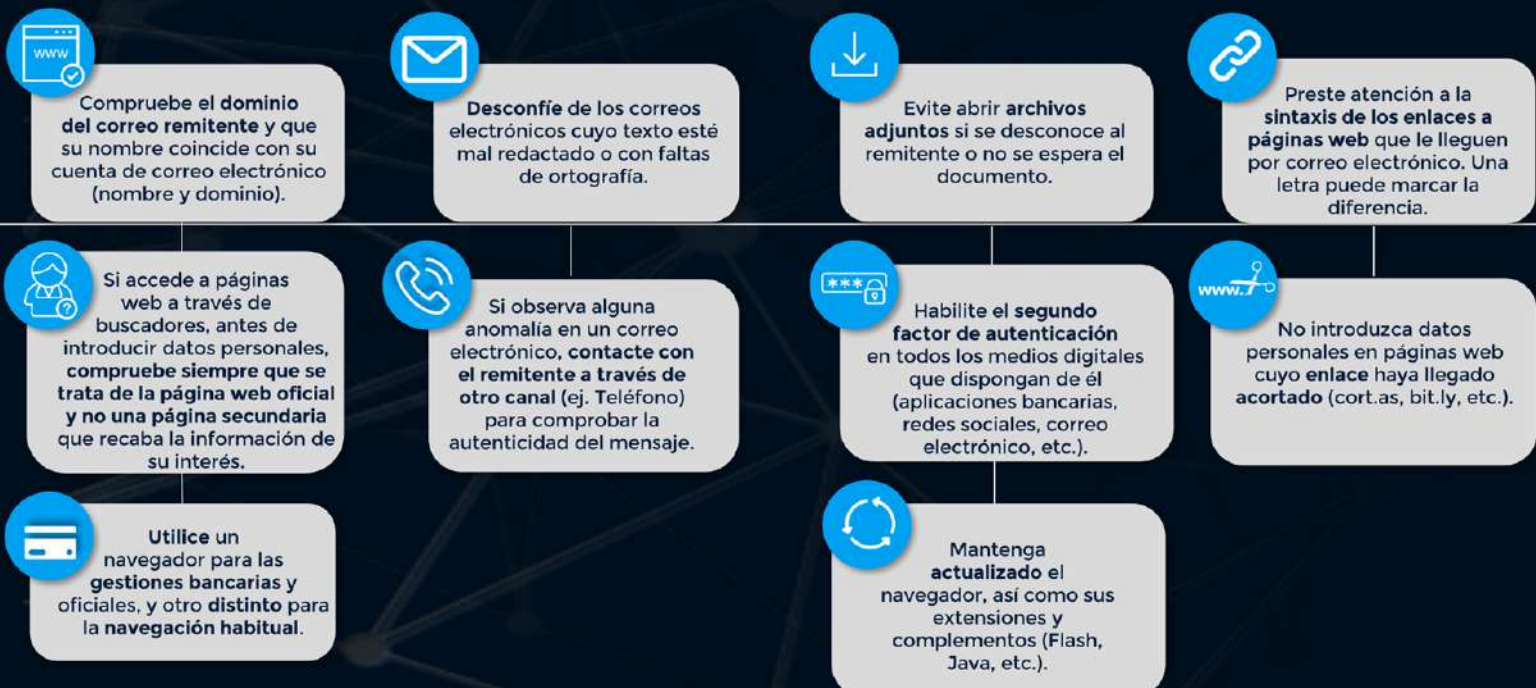 www
Compruebe el dominio
del correo remitente y que
su nombre coincide con su
cuenta de correo electrónico
(nombre y dominio).
Desconfíe de los correos
electrónicos cuyo texto esté
mal redactado o con faltas
de ortografía.
Evite abrir archivos
adjuntos si se desconoce al
remitente o no se espera el
documento.
Preste atención a la
sintaxis de los enlaces a
páginas web que le lleguen
por correo electrónico. Una
letra puede marcar la
diferencia.
?
Si accede a páginas
web a través de
buscadores, antes de
introducir datos personales,
compruebe siempre que se
trata de la página web oficial
y no una página secundaria
que recaba la información de
su interés.
Si observa alguna
anomalía en un correo
electrónico, contacte con
el remitente a través de
otro canal (ej. Teléfono)
para comprobar la
autenticidad del mensaje.
***
Habilite el segundo
factor de autenticación
en todos los medios digitales
que dispongan de él
(aplicaciones bancarias,
redes sociales, correo
electrónico, etc.).
www.
No introduzca datos
personales en páginas web
cuyo enlace haya llegado
acortado (cort.as, bit.ly, etc.).
Utilice un
navegador para las
gestiones bancarias y
oficiales, y otro distinto para
la navegación habitual.
Mantenga
actualizado el
navegador, así como sus
extensiones y
complementos (Flash,
Java, etc.).